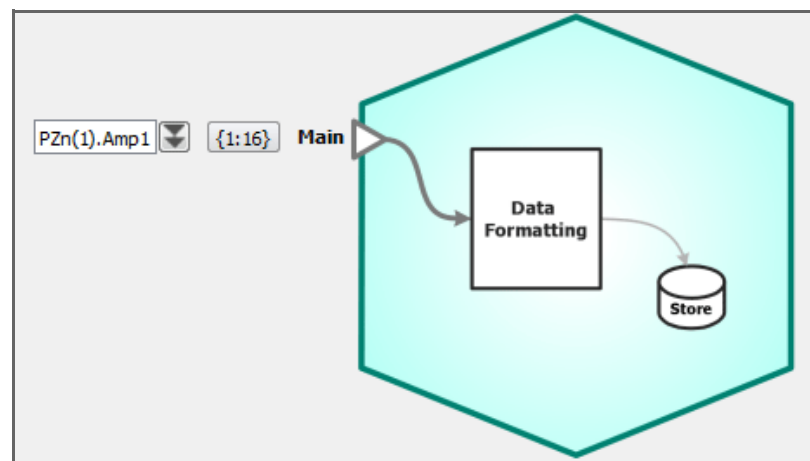 PZn(1).Amp1 {1:16} Main
Data
Formatting
Store